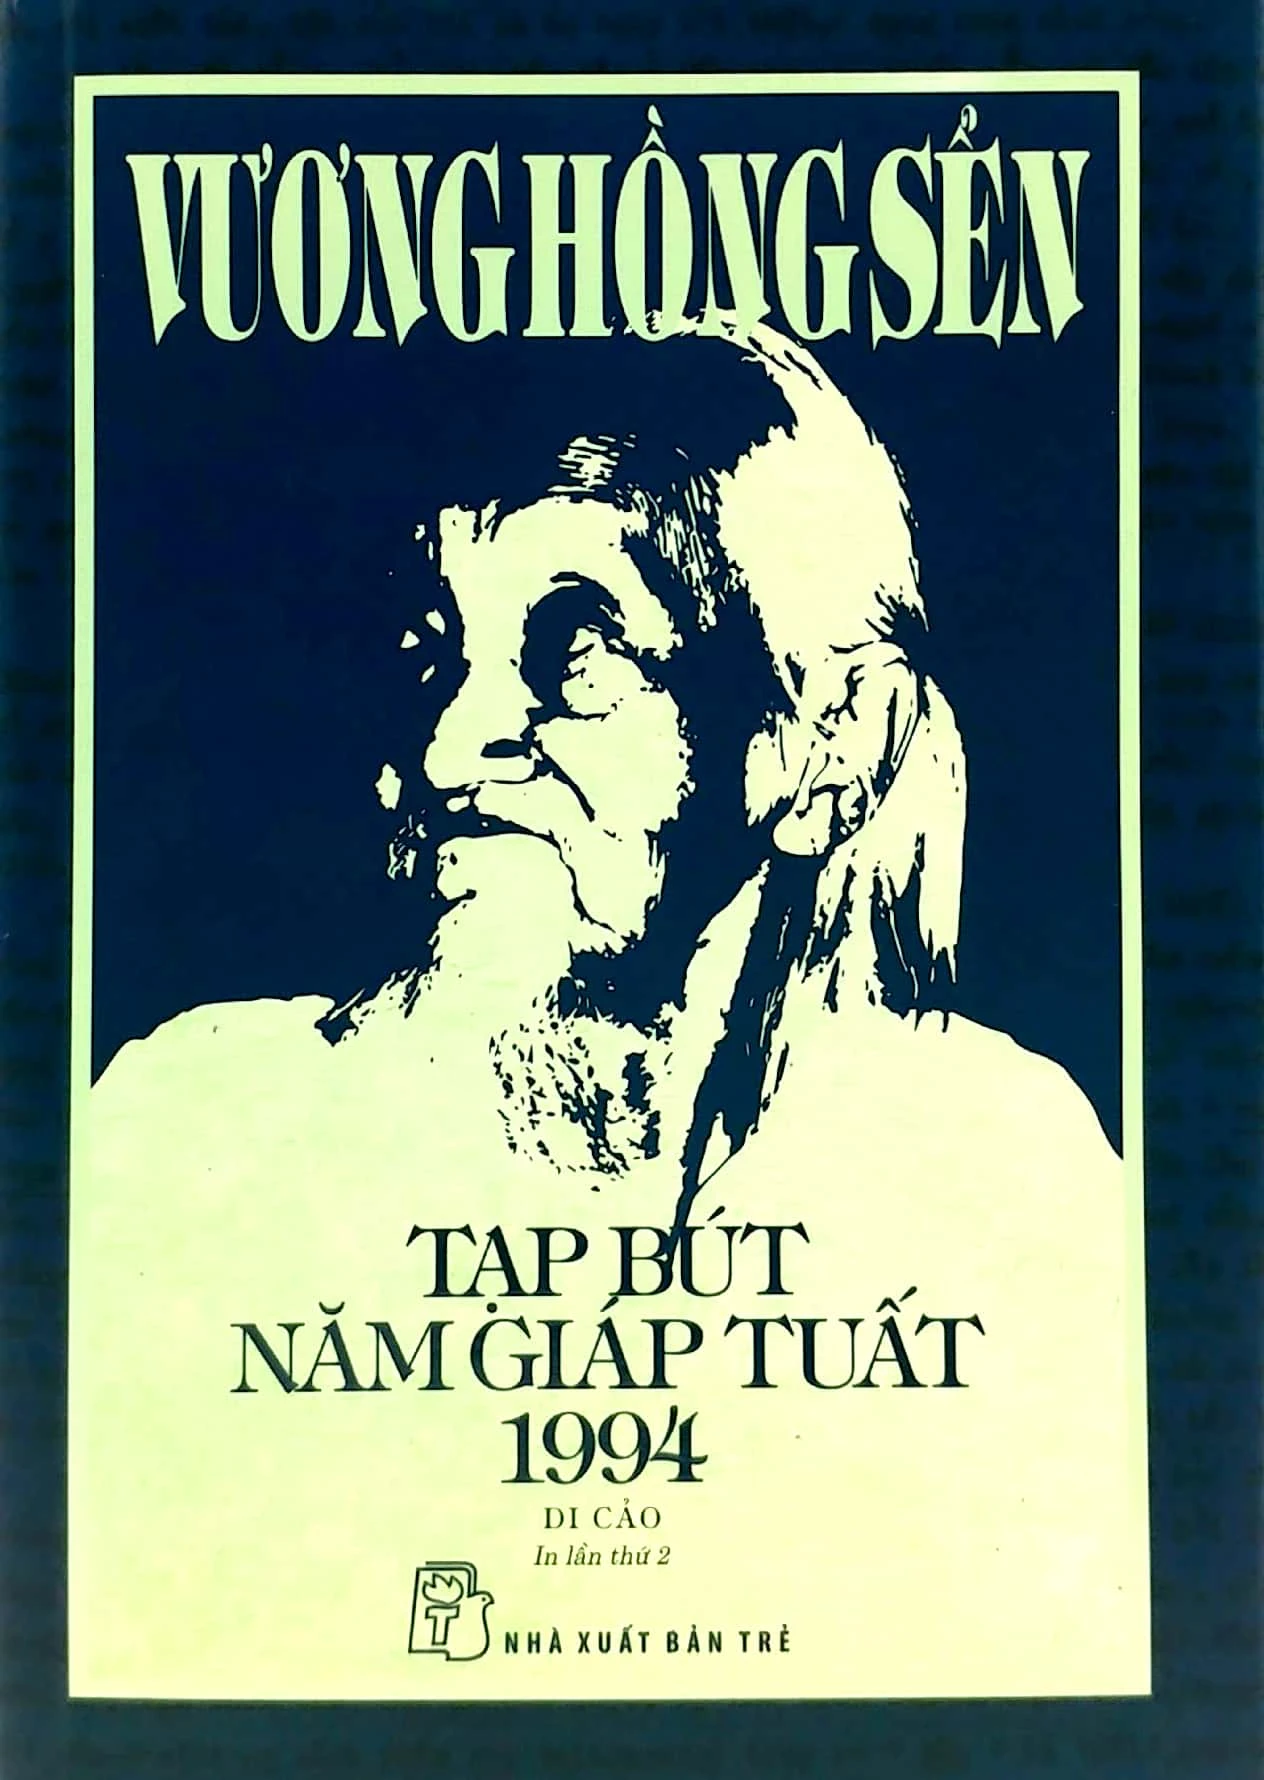 VƯƠNG HỒNG SỂN
TẠP BÚT
NĂM GIÁP TUẤT
1994
DI CẢO
In lần thứ 2
T
NHÀ XUẤT BẢN TRẺ